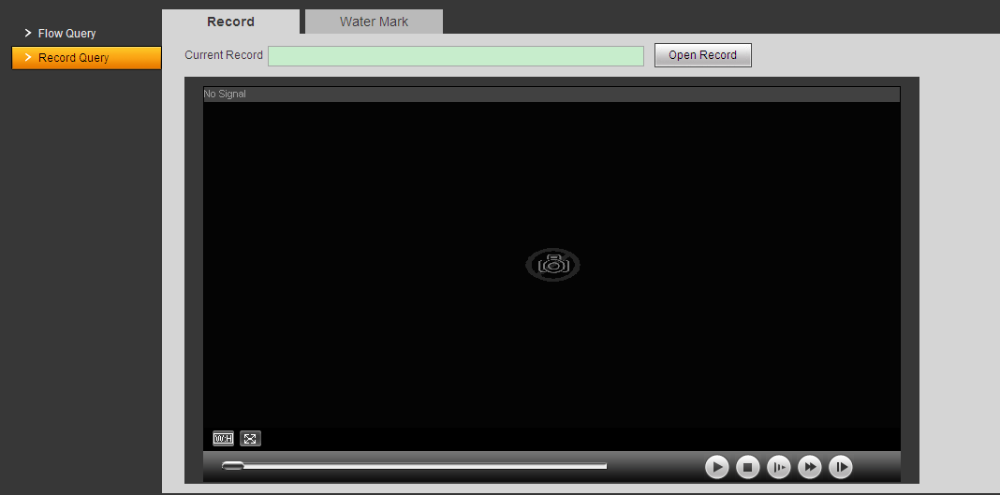 Record
Water Mark
Flow Query
Record Query
Current Record
Open Record
No Signal
W:H